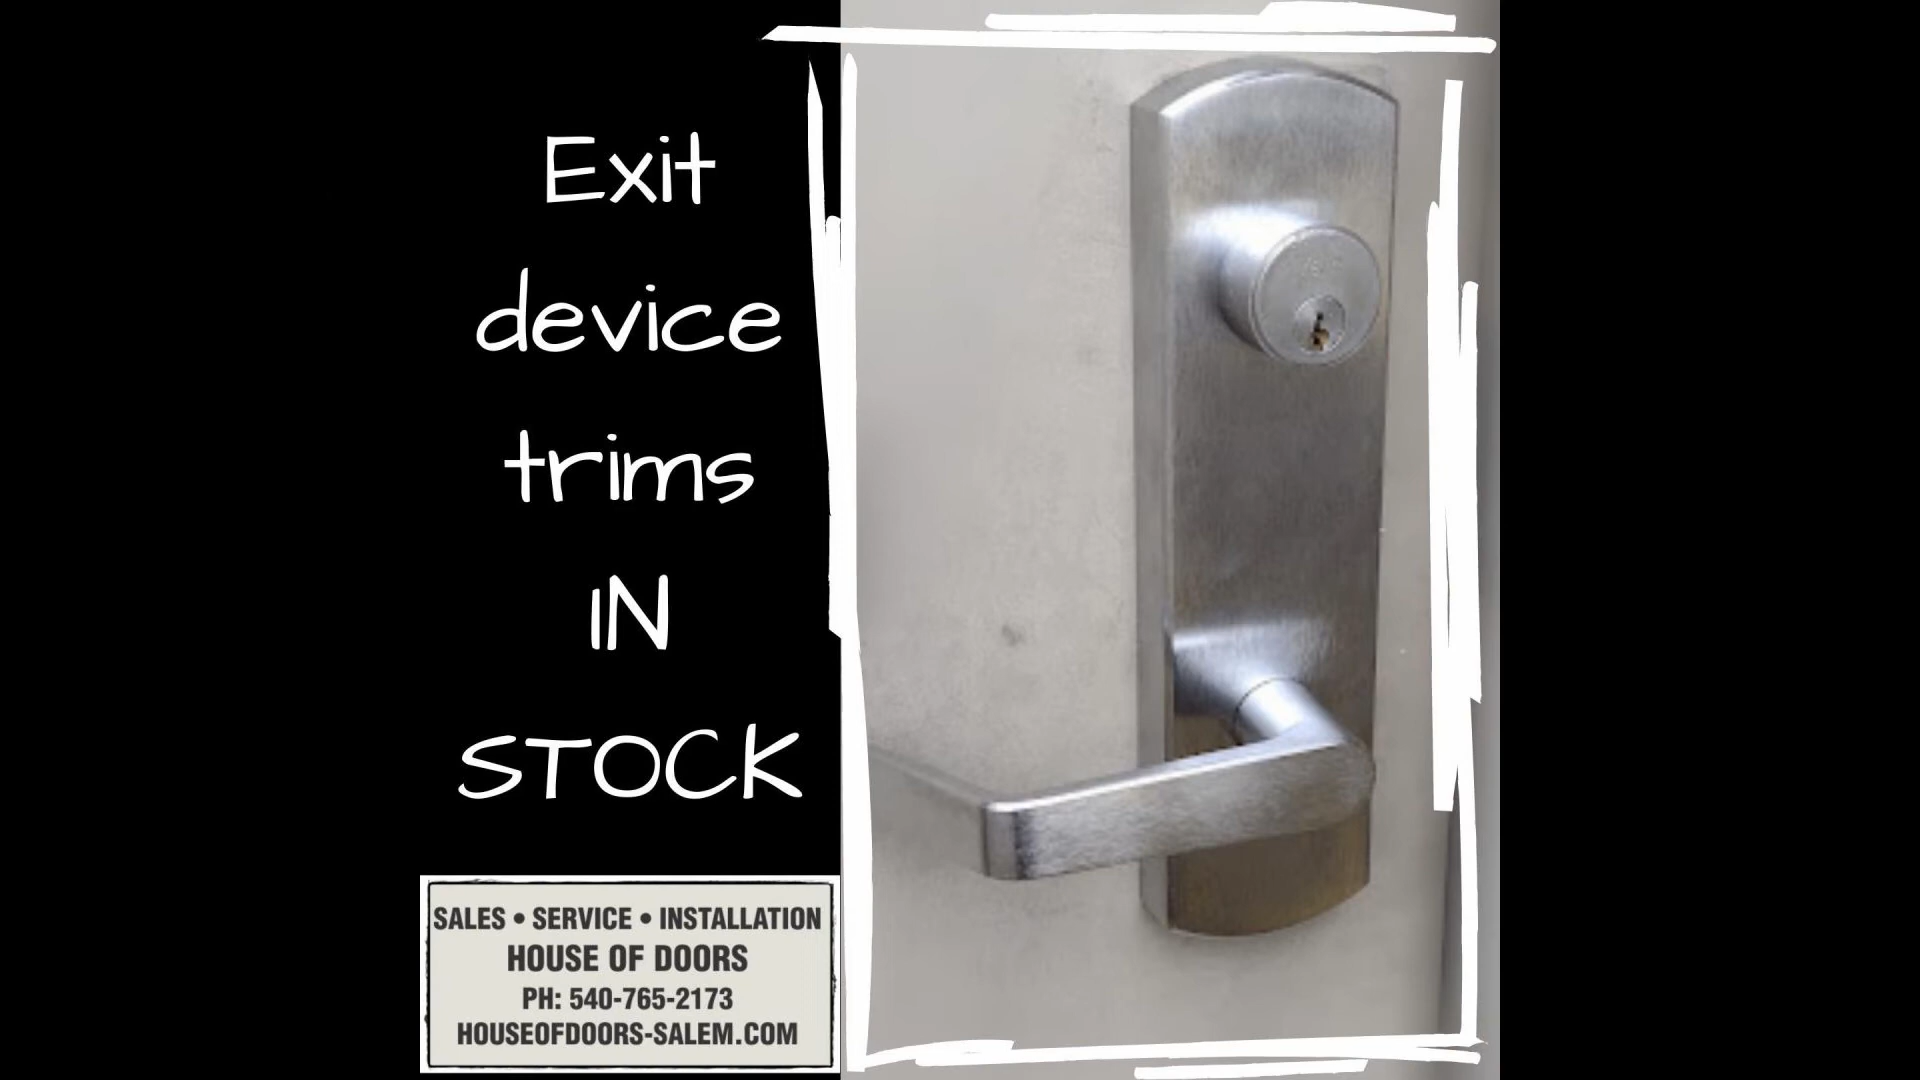 Exit
device
trims
IN
STOCK
SALES • SERVICE • INSTALLATION
HOUSE OF DOORS
PH: 540-765-2173
HOUSEOFDOORS-SALEM.COM